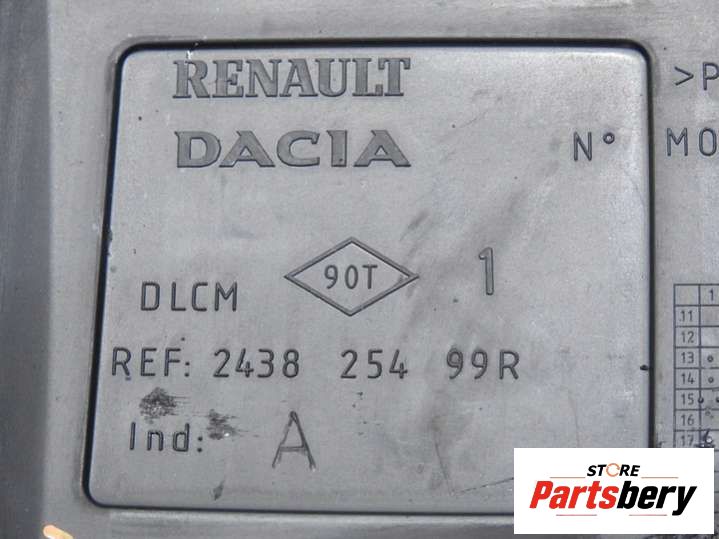 RENAULT
DACIA
N° MO
>P
DLCM 90T 1
REF: 2438 254 99R
Ind: A
1
11
12
13
14
15
16
17
STORE
Partsbery